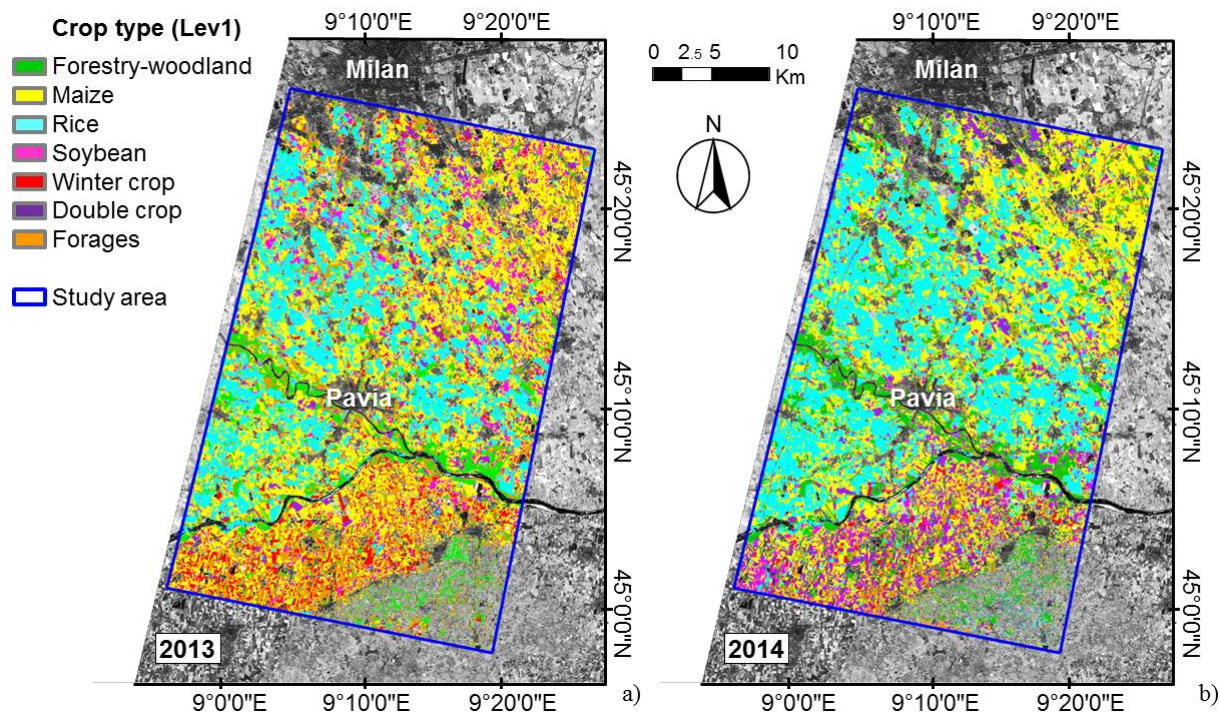 Crop type (Lev1)
Forestry-woodland
Maize
Rice
Soybean
Winter crop
Double crop
Forages
Study area
9°10'0"E
9°20'0"E
Milan
Pavia
45°20'0"N
45°10'0"N
45°0'0"N
2013
9°0'0"E
9°10'0"E
9°20'0"E
a)
0 2.5 5 10
Km
N
9°10'0"E
9°20'0"E
Milan
Pavia
45°20'0"N
45°10'0"N
45°0'0"N
2014
9°0'0"E
9°10'0"E
9°20'0"E
b)